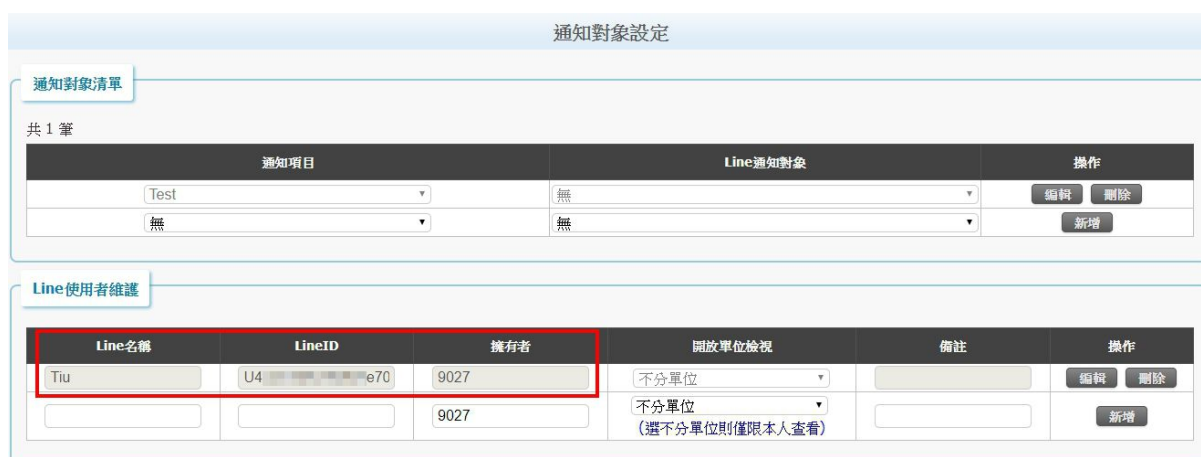 通知對象設定
通知對象清單
共 1 筆
通知項目 Line通知對象 操作
Test 無 編輯 刪除
無 無 新增
Line使用者維護
Line名稱 LineID 擁有者 開放單位檢視 備註 操作
Tiu U4 e70 9027 不分單位 編輯 刪除
9027 不分單位 新增
(選不分單位則僅限本人查看)